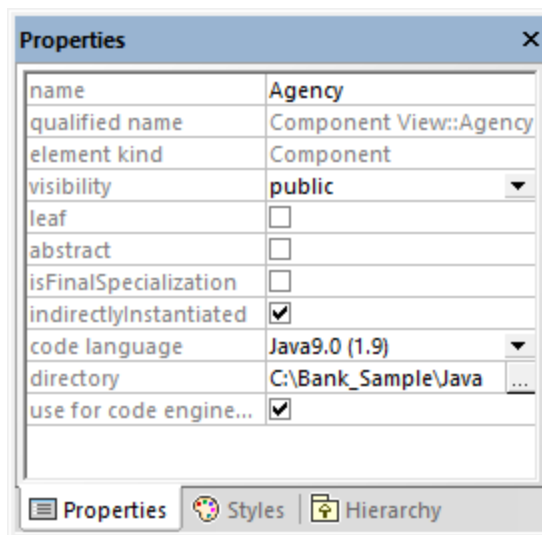 Properties
name Agency
qualified name Component View::Agency
element kind Component
visibility public
leaf
abstract
isFinalSpecialization
indirectlyInstantiated
code language Java9.0 (1.9)
directory C:\Bank_Sample\Java ...
use for code engine...
Properties Styles Hierarchy